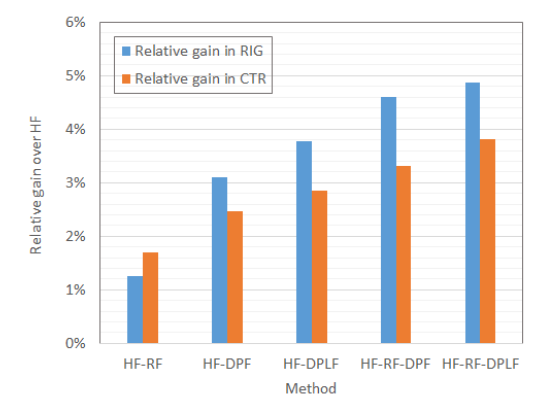 6%
5%
4%
3%
2%
1%
0%
Relative gain over HF
Relative gain in RIG
Relative gain in CTR
HF-RF HF-DPF HF-DPLF HF-RF-DPF HF-RF-DPLF
Method